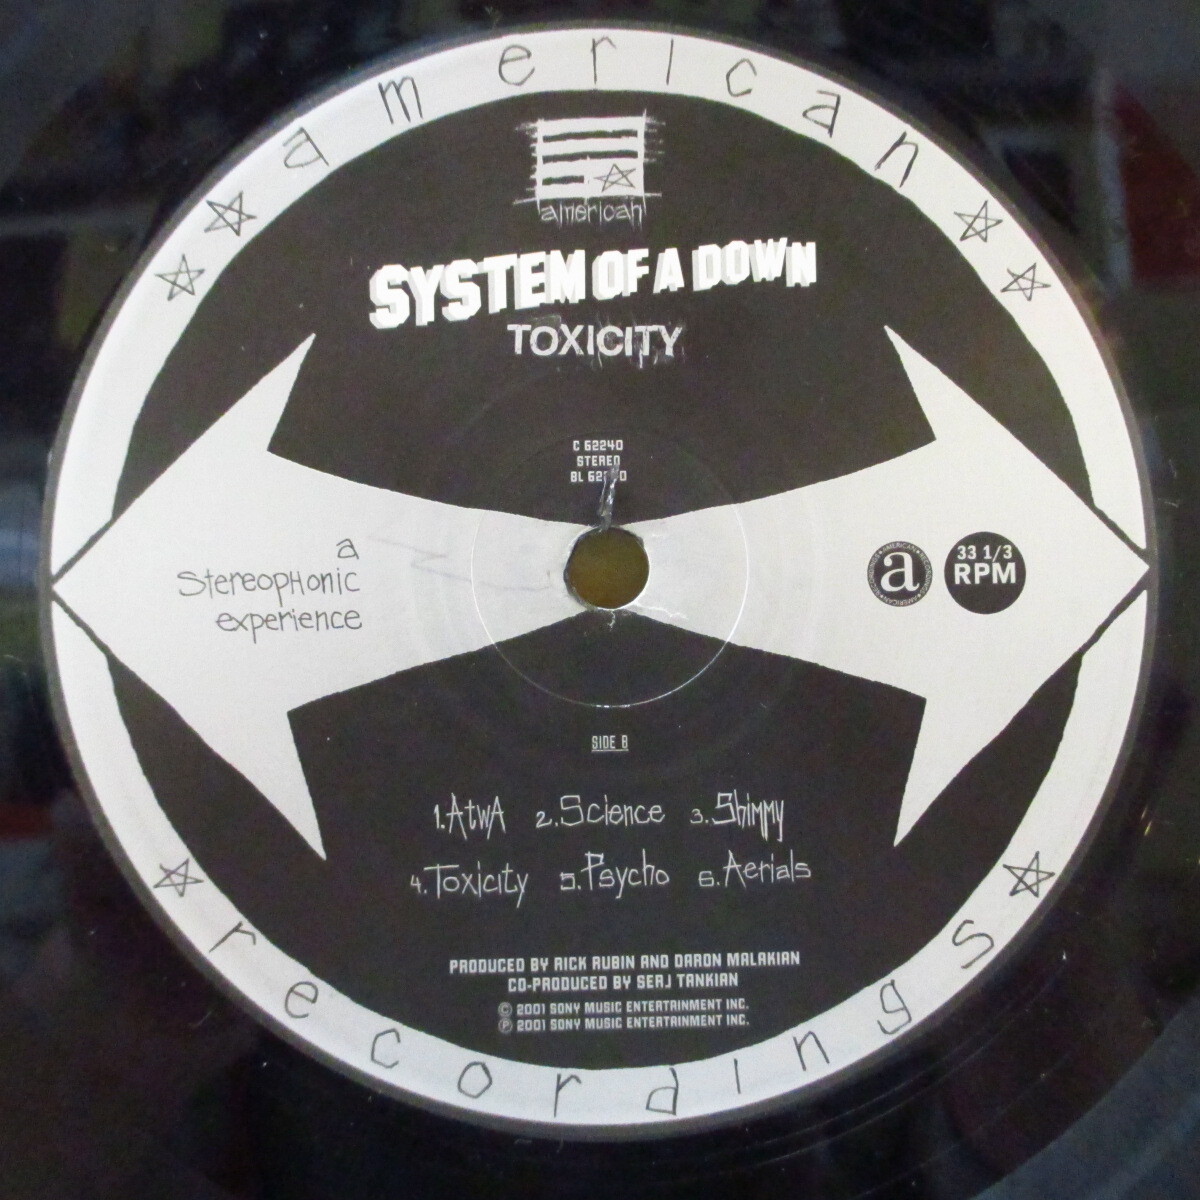 american
american
SYSTEM OF A DOWN
TOXICITY
C 62240
STEREO
BL
a
StereopHonic
experience
a
33 1/3
RPM
SIDE B
1.AtwA 2.Science 3.Shimmy
4.Toxicity 5.Psycho 6.Aerials
PRODUCED BY RICK RUBIN AND DARON MALAKIAN
CO-PRODUCED BY SERJ TANKIAN
© 2001 SONY MUSIC ENTERTAINMENT INC.
℗ 2001 SONY MUSIC ENTERTAINMENT INC.
recordings